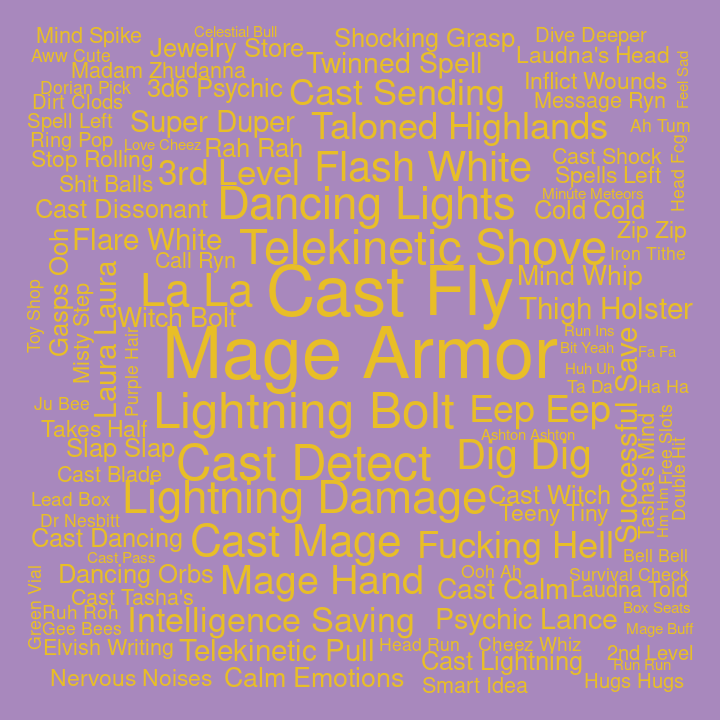 Mind Spike
Celestial Bull
Shocking Grasp
Dive Deeper
Aww Cute
Jewelry Store
Twinned Spell
Laudna's Head
Madam Zhudanna
Feel Sad
Dorian Pick
3d6 Psychic
Cast Sending
Inflict Wounds
Dirt Clods
Message Ryn
Spell Left
Super Duper
Taloned Highlands
Ah Tum
Ring Pop
Love Cheez
Rah Rah
Stop Rolling
3rd Level
Flash White
Cast Shock
Head Fog
Shit Balls
Spells Left
Minute Meteors
Cast Dissonant
Dancing Lights
Cold Cold
Flare White
Telekinetic Shove
Zip Zip
Gasps Ooh
Call Ryn
Iron Tithe
La La
Cast Fly
Mind Whip
Toy Shop
Misty Step
Laura Laura
Witch Bolt
Thigh Holster
Purple Hair
Run Ins
Mage Armor
Bit Yeah
Fa Fa
Huh Uh
Successful Save
Ta Da
Ha Ha
Ju Bee
Lightning Bolt
Eep Eep
Takes Half
Ashton Ashton
Tasha's Mind
Free Slots
Slap Slap
Cast Detect
Dig Dig
Double Hit
Cast Blade
Lead Box
Lightning Damage
Cast Witch
Hm Hm
Dr Nesbitt
Teeny Tiny
Cast Dancing
Cast Mage
Fucking Hell
Cast Pass
Bell Bell
Green Vial
Dancing Orbs
Mage Hand
Ooh Ah
Survival Check
Cast Tasha's
Cast Calm
Laudna Told
Ruh Roh
Intelligence Saving
Psychic Lance
Box Seats
Gee Bees
Mage Buff
Elvish Writing
Telekinetic Pull
Head Run
Cheez Whiz
2nd Level
Cast Lightning
Run Run
Nervous Noises
Calm Emotions
Smart Idea
Hugs Hugs